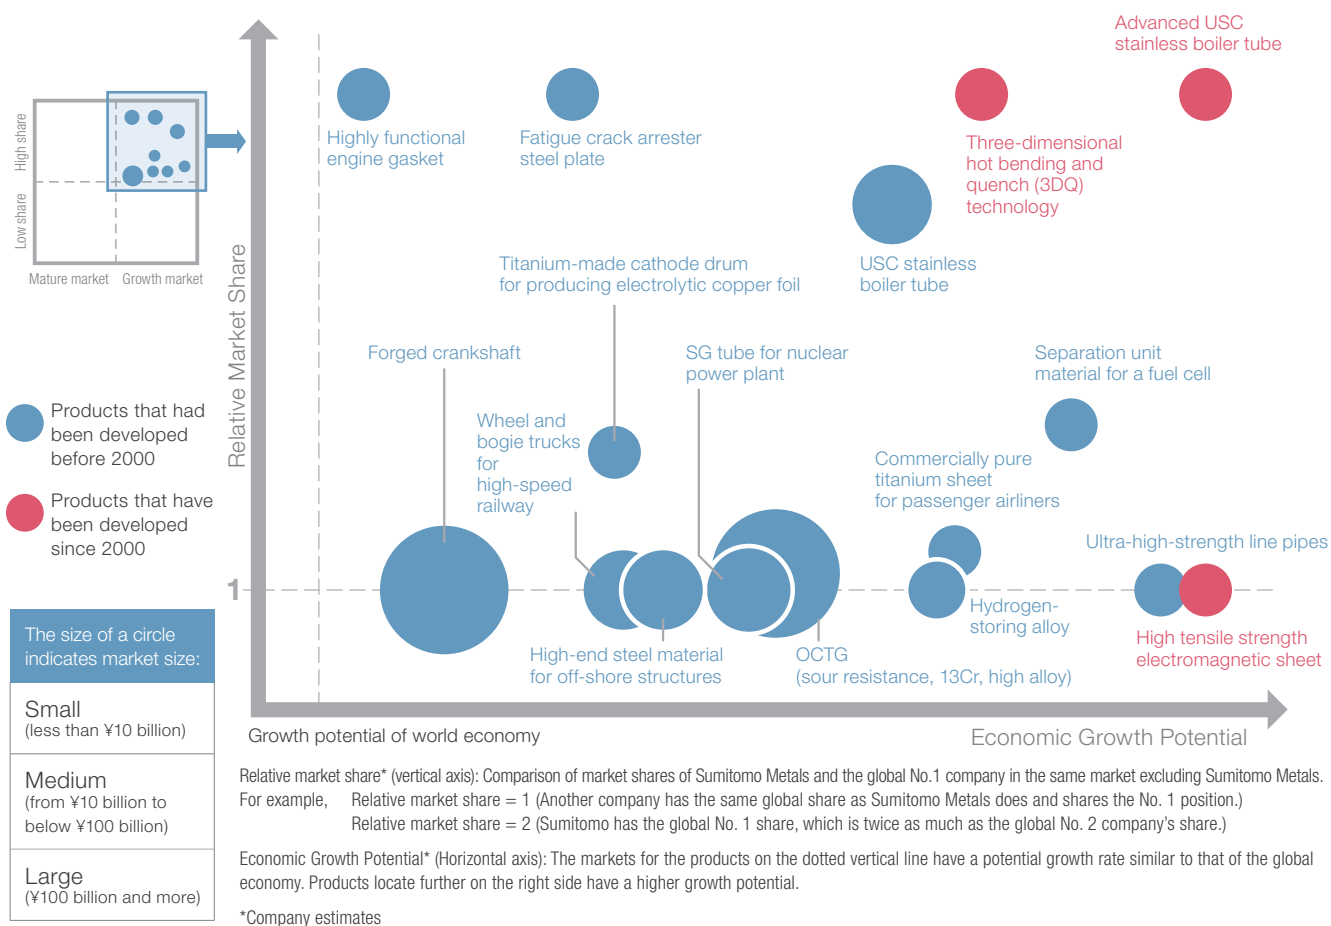 Advanced USC
stainless boiler tube
Highly functional
engine gasket
Fatigue crack arrester
steel plate
Three-dimensional
hot bending and
quench (3DQ)
technology
High share
Low share
Mature market
Growth market
Relative Market Share
Titanium-made cathode drum
for producing electrolytic copper foil
USC stainless
boiler tube
Forged crankshaft
SG tube for nuclear
power plant
Separation unit
material for a fuel cell
Products that had
been developed
before 2000
Wheel and
bogie trucks
for
high-speed
railway
Commercially pure
titanium sheet
for passenger airliners
Products that have
been developed
since 2000
Ultra-high-strength line pipes
1
Hydrogen-
storing alloy
High tensile strength
electromagnetic sheet
High-end steel material
for off-shore structures
OCTG
(sour resistance, 13Cr, high alloy)
The size of a circle
indicates market size:
Small
(less than ¥10 billion)
Medium
(from ¥10 billion to
below ¥100 billion)
Large
(¥100 billion and more)
Growth potential of world economy
Economic Growth Potential
Relative market share* (vertical axis): Comparison of market shares of Sumitomo Metals and the global No.1 company in the same market excluding Sumitomo Metals.
For example, Relative market share = 1 (Another company has the same global share as Sumitomo Metals does and shares the No. 1 position.)
Relative market share = 2 (Sumitomo has the global No. 1 share, which is twice as much as the global No. 2 company’s share.)
Economic Growth Potential* (Horizontal axis): The markets for the products on the dotted vertical line have a potential growth rate similar to that of the global
economy. Products locate further on the right side have a higher growth potential.
*Company estimates